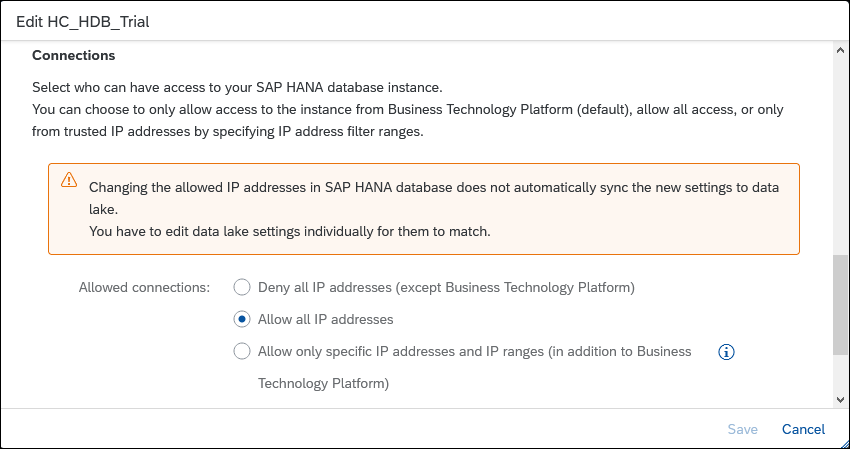 Edit HC_HDB_Trial
Connections
Select who can have access to your SAP HANA database instance.
You can choose to only allow access to the instance from Business Technology Platform (default), allow all access, or only
from trusted IP addresses by specifying IP address filter ranges.
Changing the allowed IP addresses in SAP HANA database does not automatically sync the new settings to data
lake.
You have to edit data lake settings individually for them to match.
Allowed connections:
Deny all IP addresses (except Business Technology Platform)
Allow all IP addresses
Allow only specific IP addresses and IP ranges (in addition to Business
Technology Platform)
Save Cancel